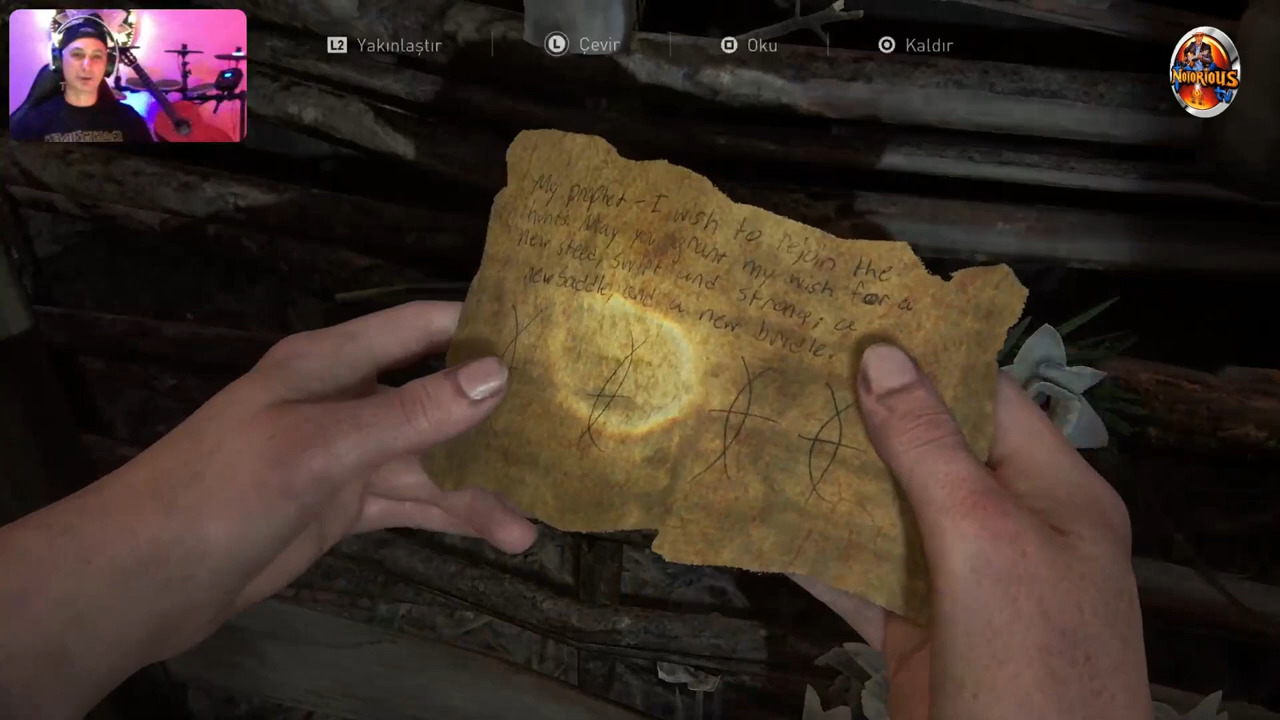 L2 Yakınlaştır
L Çevir
Oku
Kaldır
NOTORIOUS
tv
My prophet - I wish to rejoin the
hunts. May you grant my wish for a
new steed, swift and strong; a
new saddle, and a new bridle.